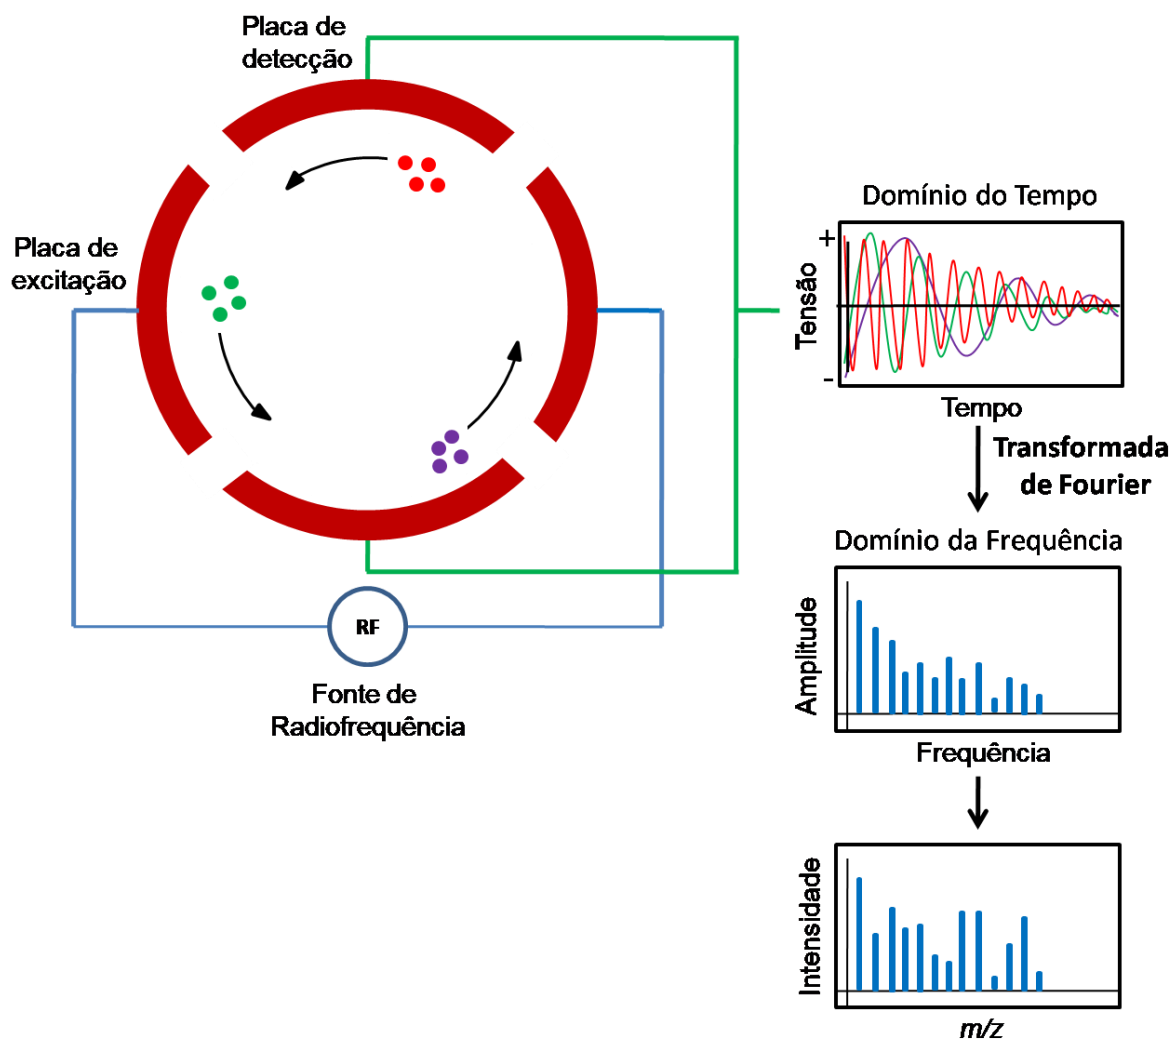 Placa de
detecção
Placa de
excitação
RF
Fonte de
Radiofrequência
Domínio do Tempo
+
Tensão
-
Tempo
Transformada
de Fourier
Domínio da Frequência
Amplitude
Frequência
Intensidade
m/z